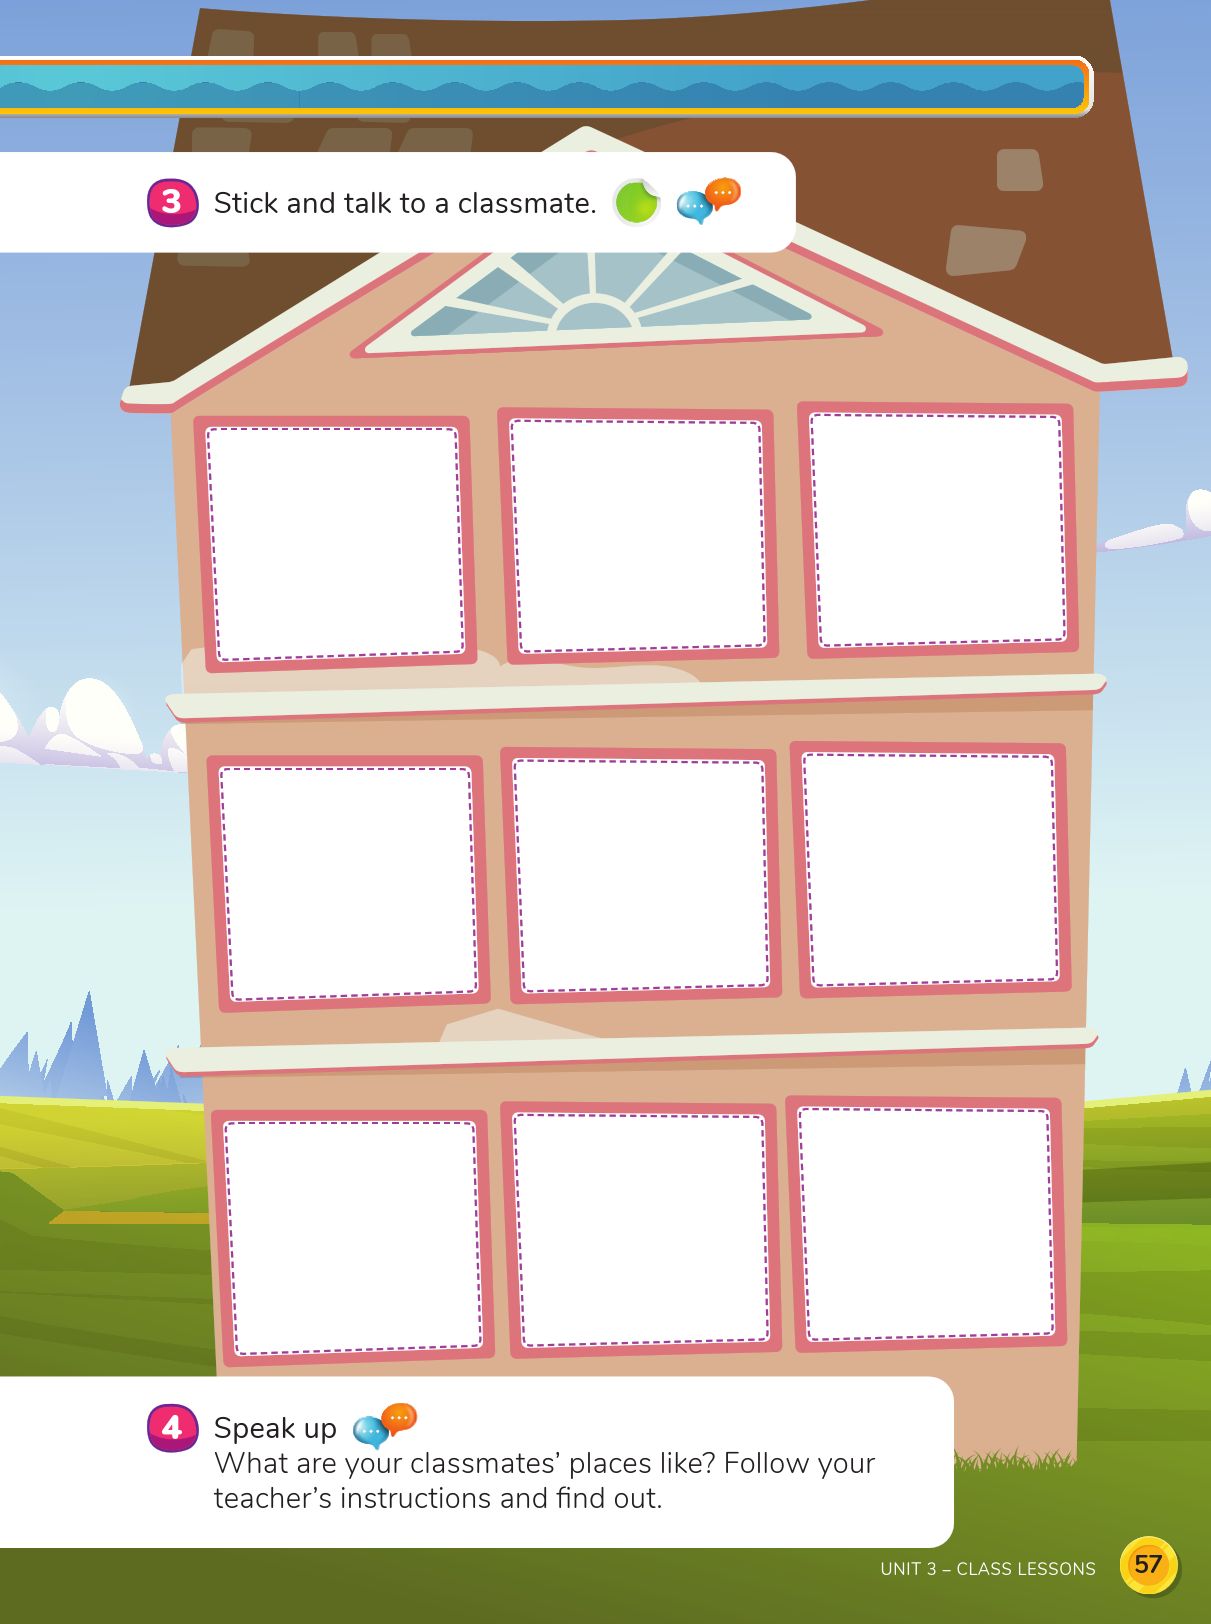 3 Stick and talk to a classmate.
4 Speak up
What are your classmates’ places like? Follow your
teacher’s instructions and find out.
UNIT 3 – CLASS LESSONS 57